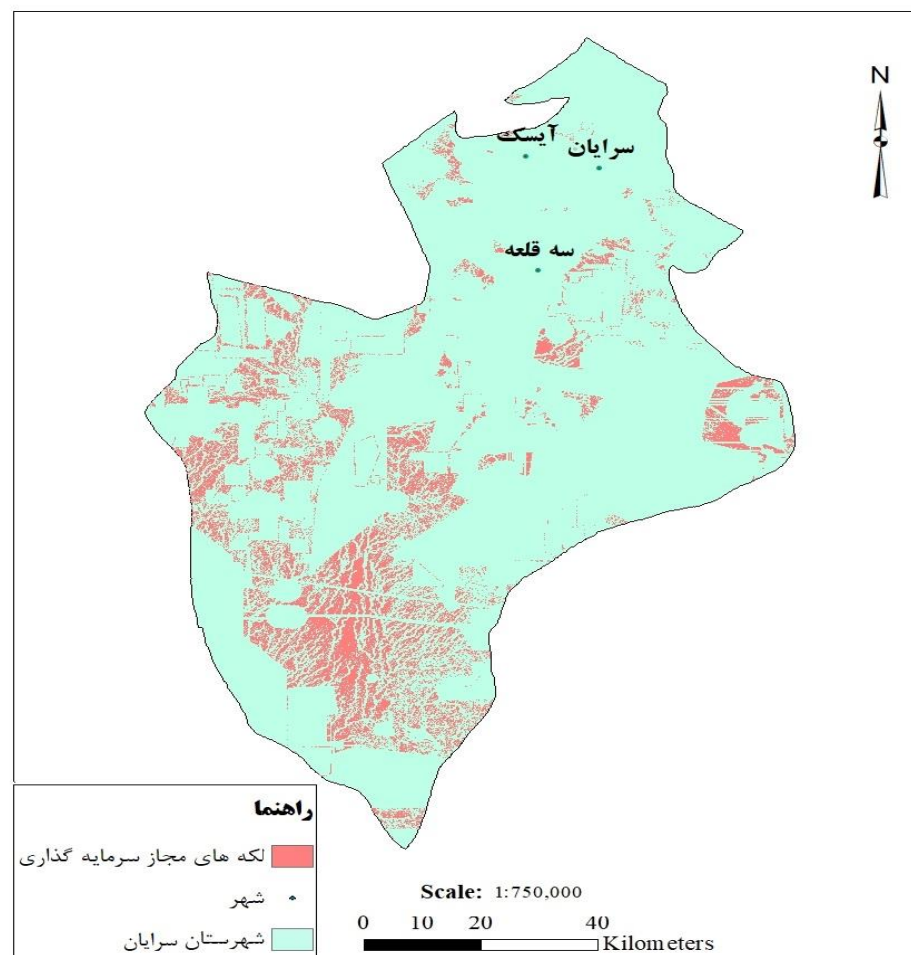 N
آیسک
سرایان
سه قلعه
راهنما
لکه های مجاز سرمایه گذاری
شهر
شهرستان سرایان
Scale: 1:750,000
0 10 20 40
Kilometers